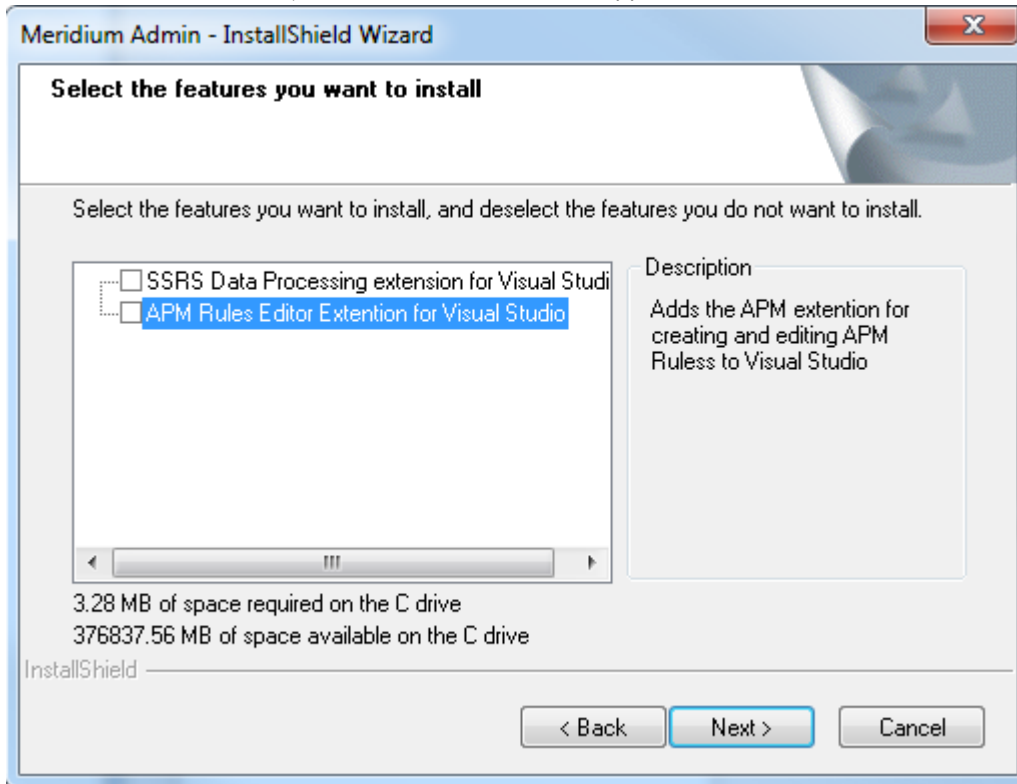 Meridium Admin - InstallShield Wizard
Select the features you want to install
Select the features you want to install, and deselect the features you do not want to install.
SSRS Data Processing extension for Visual Studi
APM Rules Editor Extention for Visual Studio
Description
Adds the APM extention for
creating and editing APM
Ruless to Visual Studio
3.28 MB of space required on the C drive
376837.56 MB of space available on the C drive
InstallShield
< Back
Next >
Cancel